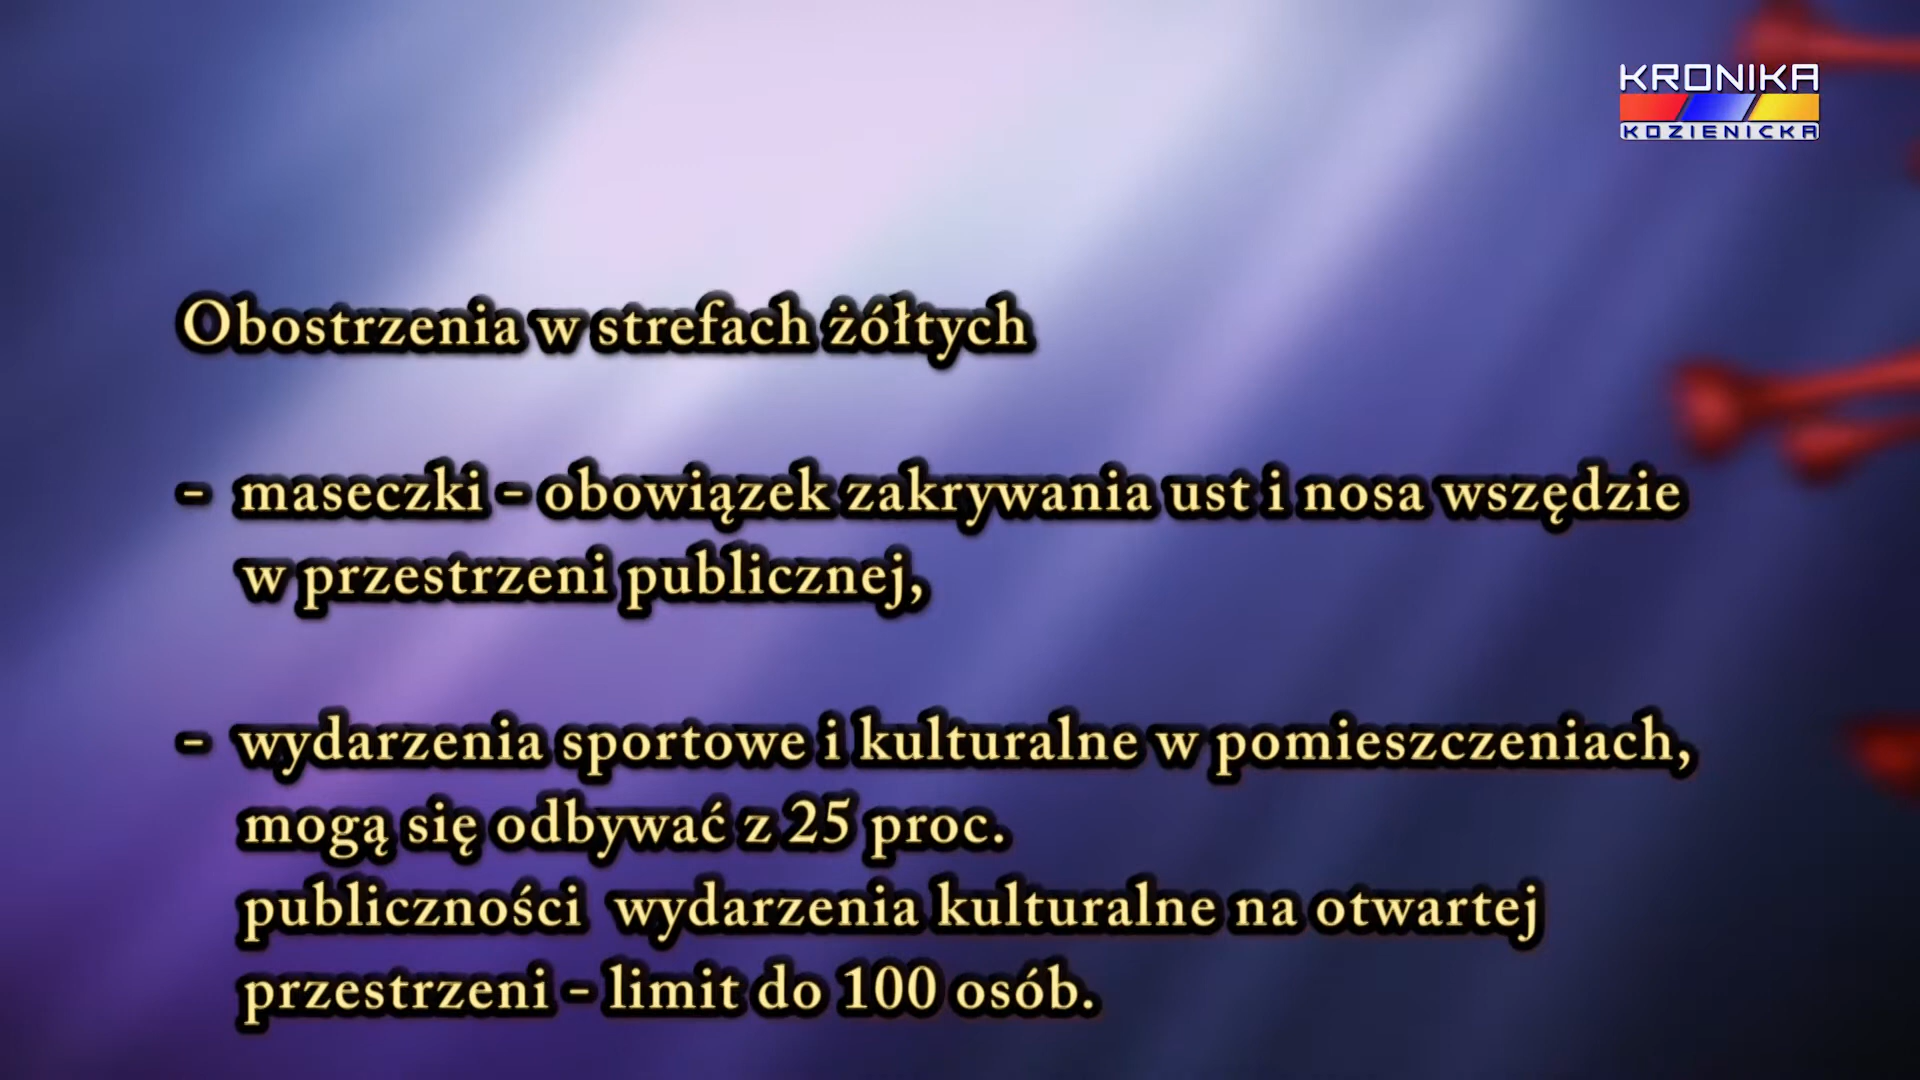 KRONIKA
KOZIENICKA
Obostrzenia w strefach żółtych
- maseczki - obowiązek zakrywania ust i nosa wszędzie
w przestrzeni publicznej,
- wydarzenia sportowe i kulturalne w pomieszczeniach,
mogą się odbywać z 25 proc.
publiczności wydarzenia kulturalne na otwartej
przestrzeni - limit do 100 osób.